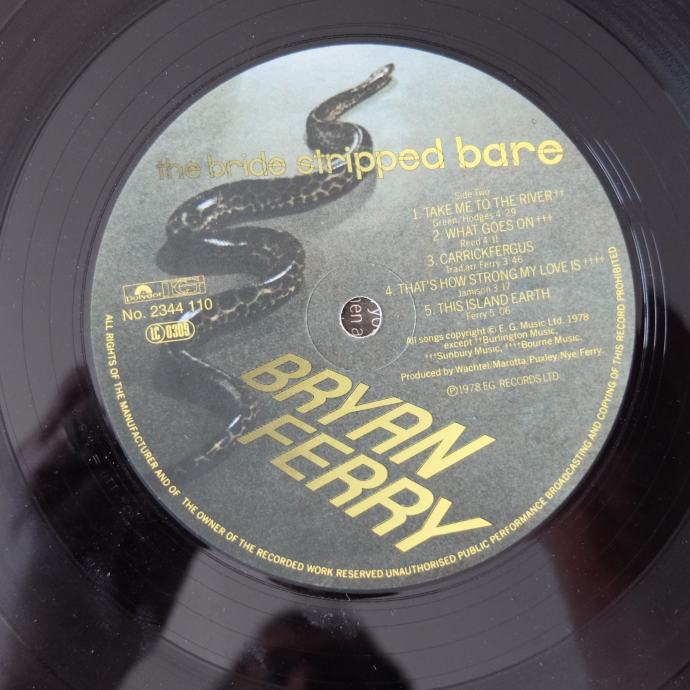 the bride stripped bare
Side Two
1. TAKE ME TO THE RIVER††
Green, Hodges 4 29
2. WHAT GOES ON †††
Reed 4 11
3. CARRICKFERGUS
Trad.arr Ferry 3 46
4. THAT'S HOW STRONG MY LOVE IS ††††
Jamison 3 17
5. THIS ISLAND EARTH
Ferry 5 06
All songs copyright © E. G. Music Ltd. 1978
except ††Burlington Music,
†††Sunbury Music, ††††Bourne Music.
Produced by Wachtel, Marotta, Puxley, Nye, Ferry.
℗1978 E.G. RECORDS LTD.
Polydor
No. 2344 110
LC 0309
BRYAN
FERRY
ALL RIGHTS OF THE MANUFACTURER AND OF THE OWNER OF THE RECORDED WORK RESERVED UNAUTHORISED PUBLIC PERFORMANCE BROADCASTING AND COPYING OF THIS RECORD PROHIBITED